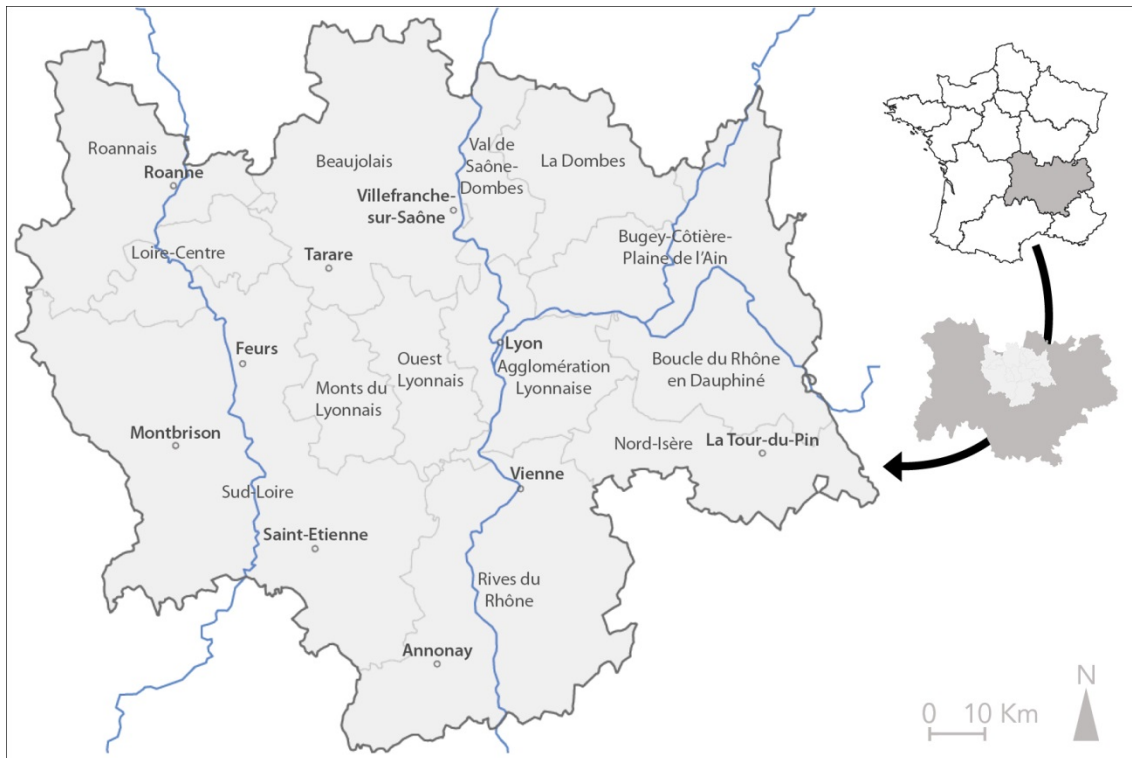 Roannais
Roanne
Beaujolais
Val de
Saône-
Dombes
La Dombes
Villefranche-
sur-Saône
Loire-Centre
Tarare
Bugey-Côtière-
Plaine de l'Ain
Feurs
Monts du
Lyonnais
Ouest
Lyonnais
Lyon
Agglomération
Lyonnaise
Boucle du Rhône
en Dauphiné
Montbrison
Nord-Isère
La Tour-du-Pin
Sud-Loire
Vienne
Saint-Etienne
Rives du
Rhône
Annonay
N
0 10 Km